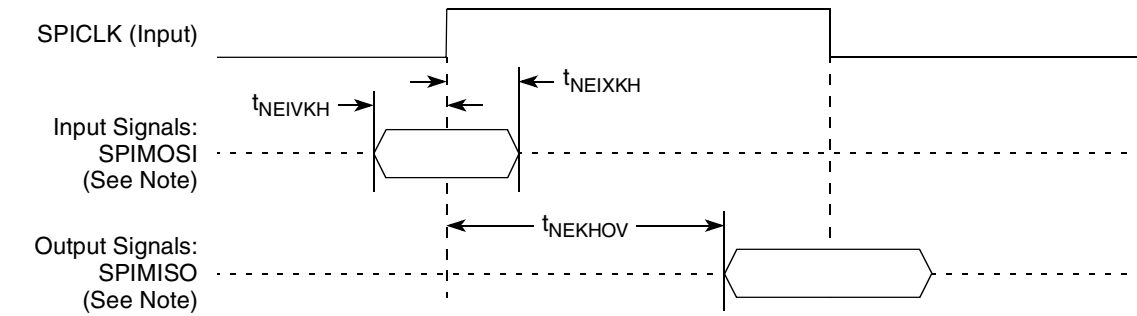 SPICLK (Input)
tNEIXKH
tNEIVKH
Input Signals:
SPIMOSI
(See Note)
tNEKHOV
Output Signals:
SPIMISO
(See Note)